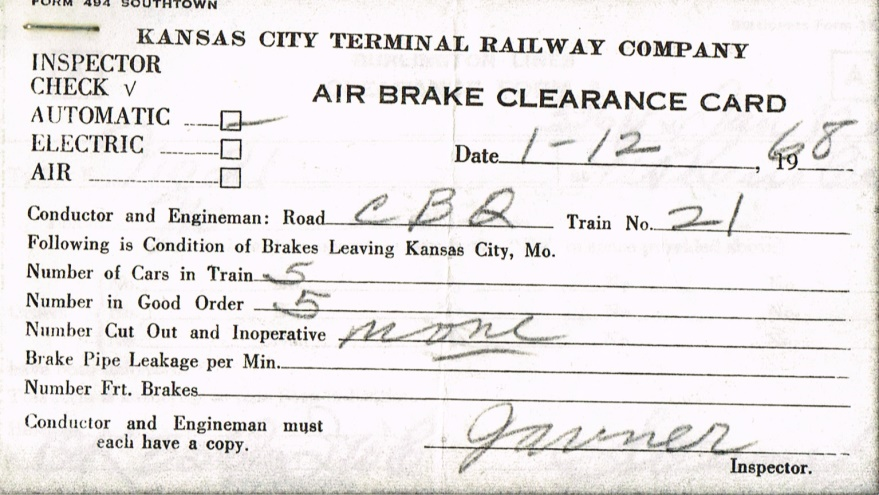 FORM 494 SOUTHTOWN
KANSAS CITY TERMINAL RAILWAY COMPANY
INSPECTOR
CHECK √
AIR BRAKE CLEARANCE CARD
AUTOMATIC
ELECTRIC
AIR
Date 1-12, 1968
Conductor and Engineman: Road CBQ Train No. 21
Following is Condition of Brakes Leaving Kansas City, Mo.
Number of Cars in Train 5
Number in Good Order 5
Number Cut Out and Inoperative none
Brake Pipe Leakage per Min.
Number Frt. Brakes
Conductor and Engineman must
each have a copy.
Inspector.